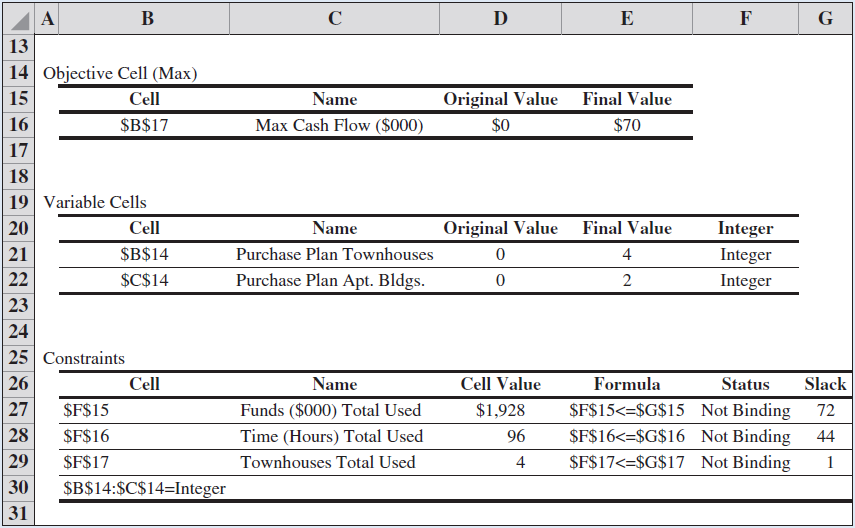 A B C D E F G
13
14 Objective Cell (Max)
15 Cell Name Original Value Final Value
16 $B$17 Max Cash Flow ($000) $0 $70
17
18
19 Variable Cells
20 Cell Name Original Value Final Value Integer
21 $B$14 Purchase Plan Townhouses 0 4 Integer
22 $C$14 Purchase Plan Apt. Bldgs. 0 2 Integer
23
24
25 Constraints
26 Cell Name Cell Value Formula Status Slack
27 $F$15 Funds ($000) Total Used $1,928 $F$15<=$G$15 Not Binding 72
28 $F$16 Time (Hours) Total Used 96 $F$16<=$G$16 Not Binding 44
29 $F$17 Townhouses Total Used 4 $F$17<=$G$17 Not Binding 1
30 $B$14:$C$14=Integer
31